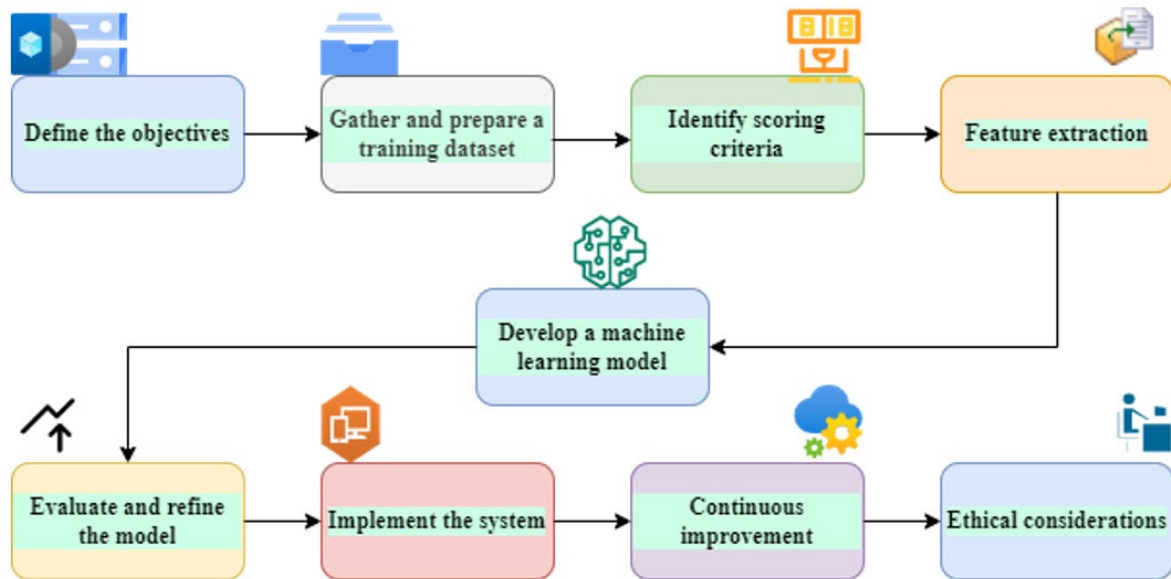 Define the objectives
Gather and prepare a
training dataset
Identify scoring
criteria
Feature extraction
Develop a machine
learning model
Evaluate and refine
the model
Implement the system
Continuous
improvement
Ethical considerations